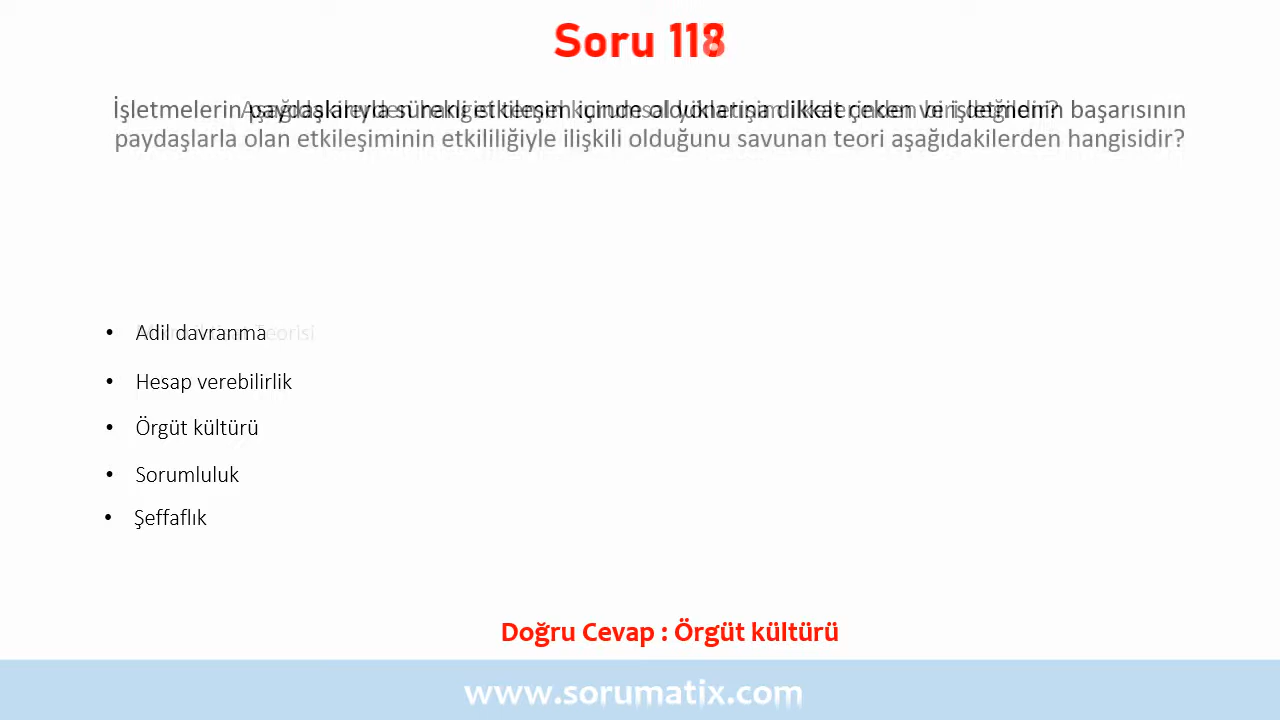 Soru 118
İşletmelerin paydaşlarıyla sürekli etkileşim içinde olduklarına dikkat çeken ve işletmenin başarısının
paydaşlarla olan etkileşiminin etkililiğiyle ilişkili olduğunu savunan teori aşağıdakilerden hangisidir?
• Adil davranma Teorisi
• Hesap verebilirlik
• Örgüt kültürü
• Sorumluluk
• Şeffaflık
Doğru Cevap : Örgüt kültürü
www.sorumatix.com